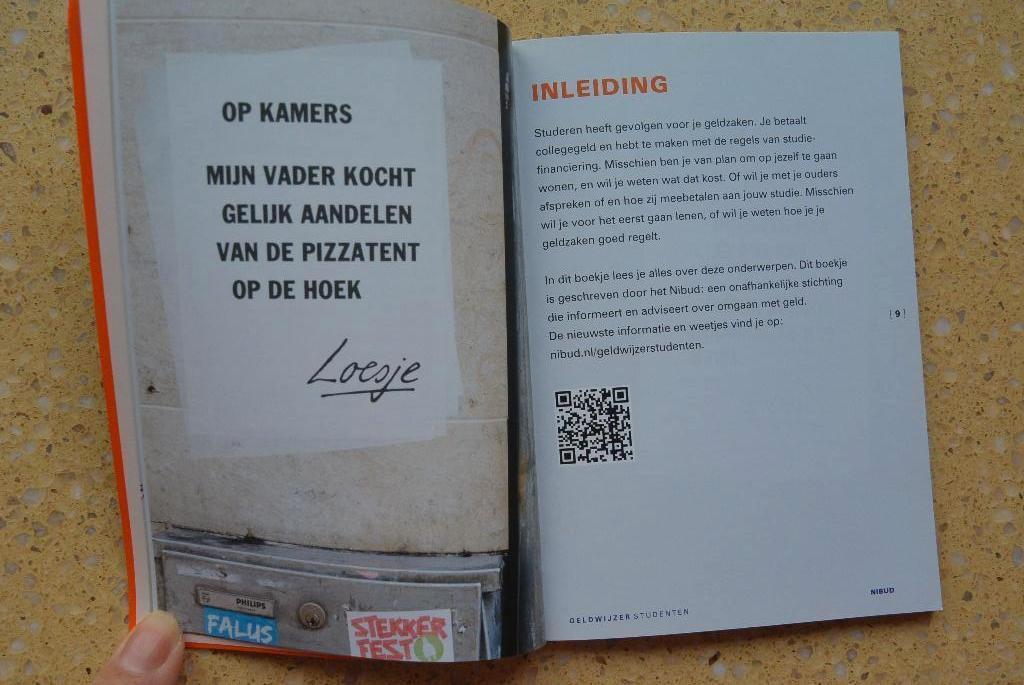 OP KAMERS
MIJN VADER KOCHT
GELIJK AANDELEN
VAN DE PIZZATENT
OP DE HOEK
Loesje
PHILIPS
FALUS
STEKKER
FEST
INLEIDING
Studeren heeft gevolgen voor je geldzaken. Je betaalt
collegegeld en hebt te maken met de regels van studie-
financiering. Misschien ben je van plan om op jezelf te gaan
wonen, en wil je weten wat dat kost. Of wil je met je ouders
afspreken of en hoe zij meebetalen aan jouw studie. Misschien
wil je voor het eerst gaan lenen, of wil je weten hoe je je
geldzaken goed regelt.
In dit boekje lees je alles over deze onderwerpen. Dit boekje
is geschreven door het Nibud: een onafhankelijke stichting
die informeert en adviseert over omgaan met geld.
De nieuwste informatie en weetjes vind je op:
nibud.nl/geldwijzerstudenten.
[ 9 ]
GELDWIJZER STUDENTEN
NIBUD